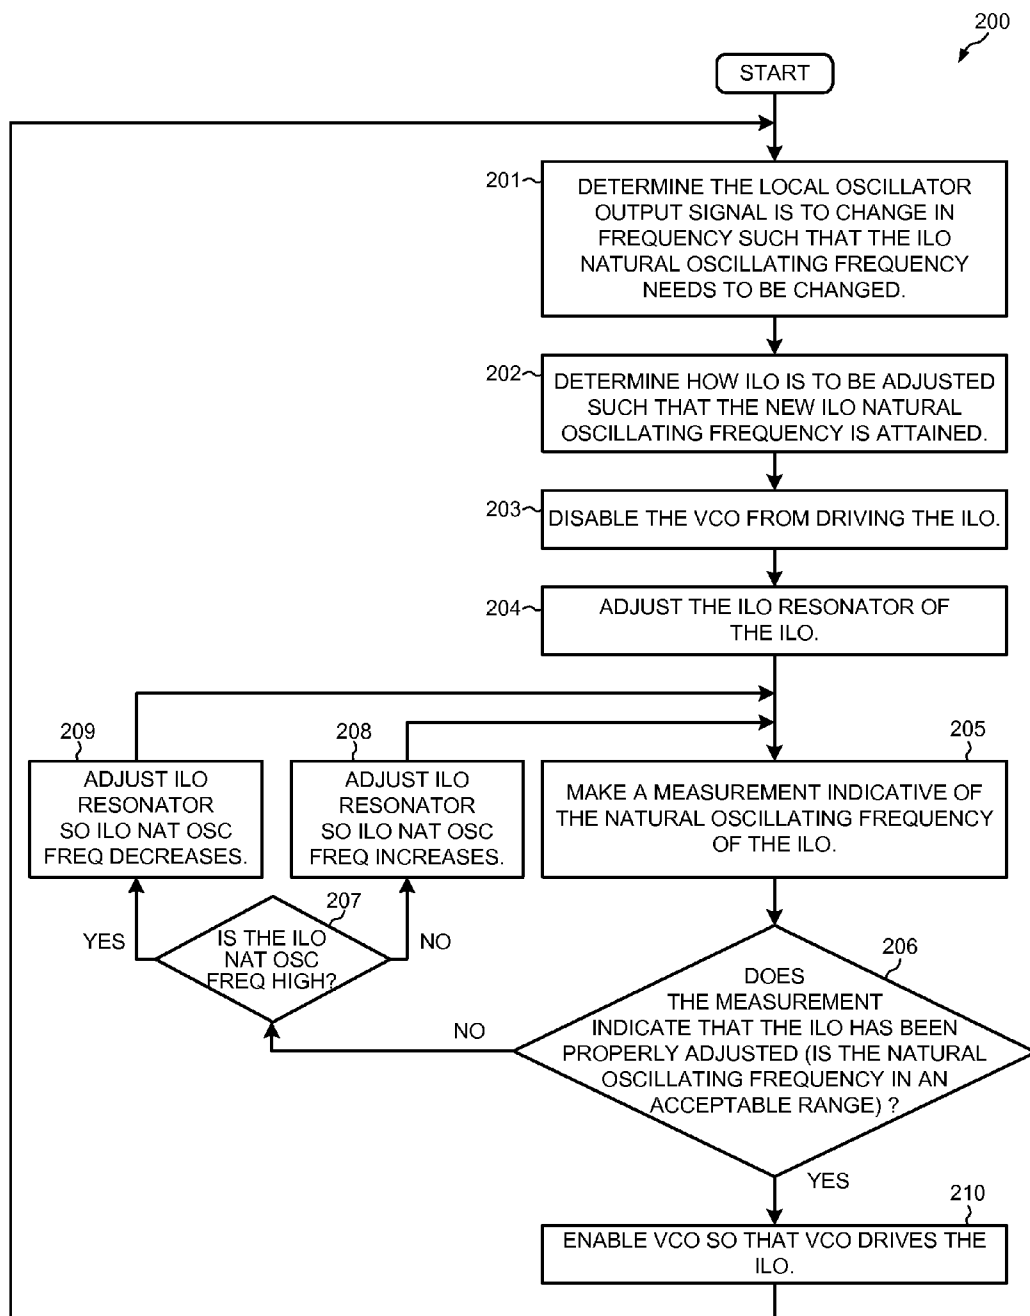 200
START
201
DETERMINE THE LOCAL OSCILLATOR
OUTPUT SIGNAL IS TO CHANGE IN
FREQUENCY SUCH THAT THE ILO
NATURAL OSCILLATING FREQUENCY
NEEDS TO BE CHANGED.
202
DETERMINE HOW ILO IS TO BE ADJUSTED
SUCH THAT THE NEW ILO NATURAL
OSCILLATING FREQUENCY IS ATTAINED.
203
DISABLE THE VCO FROM DRIVING THE ILO.
204
ADJUST THE ILO RESONATOR OF
THE ILO.
209
ADJUST ILO
RESONATOR
SO ILO NAT OSC
FREQ DECREASES.
208
ADJUST ILO
RESONATOR
SO ILO NAT OSC
FREQ INCREASES.
205
MAKE A MEASUREMENT INDICATIVE OF
THE NATURAL OSCILLATING FREQUENCY
OF THE ILO.
207
YES
IS THE ILO
NAT OSC
FREQ HIGH?
NO
206
DOES
THE MEASUREMENT
INDICATE THAT THE ILO HAS BEEN
PROPERLY ADJUSTED (IS THE NATURAL
OSCILLATING FREQUENCY IN AN
ACCEPTABLE RANGE) ?
NO
YES
210
ENABLE VCO SO THAT VCO DRIVES THE
ILO.